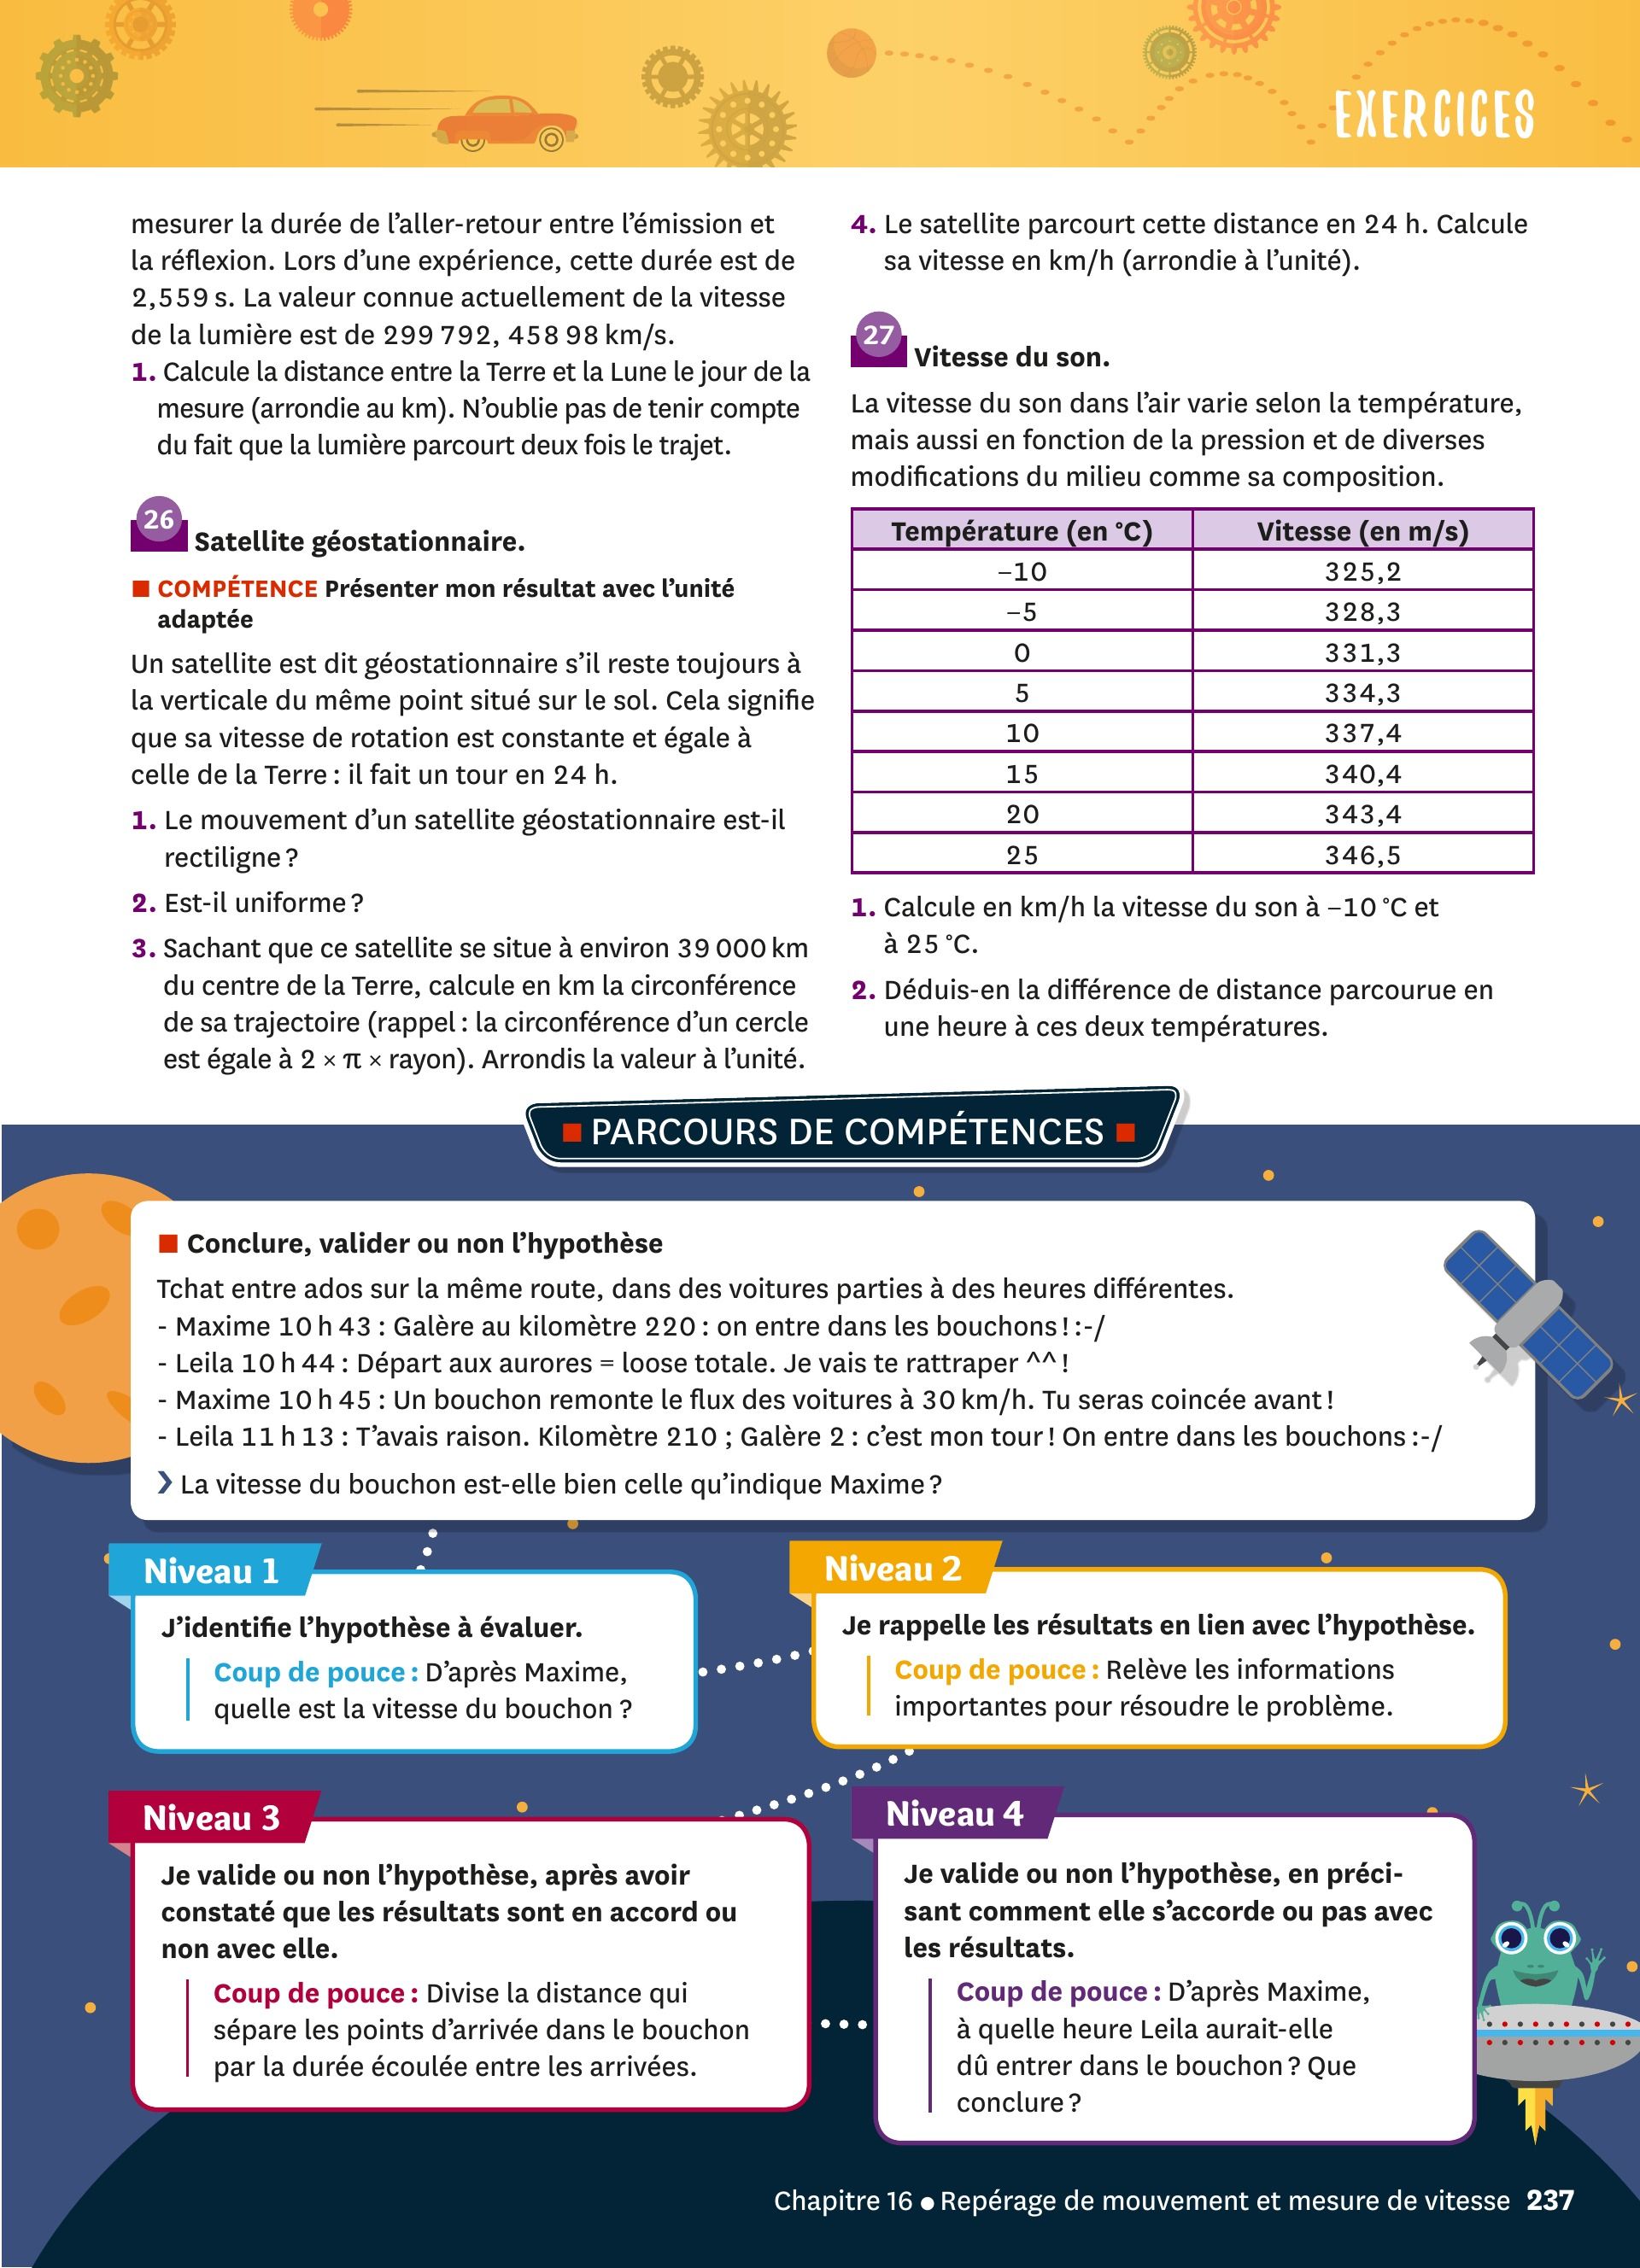 EXERCICES
mesurer la durée de l’aller-retour entre l’émission et
la réflexion. Lors d’une expérience, cette durée est de
2,559 s. La valeur connue actuellement de la vitesse
de la lumière est de 299 792, 458 98 km/s.
1. Calcule la distance entre la Terre et la Lune le jour de la
mesure (arrondie au km). N’oublie pas de tenir compte
du fait que la lumière parcourt deux fois le trajet.
26 Satellite géostationnaire.
■ COMPÉTENCE Présenter mon résultat avec l’unité
adaptée
Un satellite est dit géostationnaire s’il reste toujours à
la verticale du même point situé sur le sol. Cela signifie
que sa vitesse de rotation est constante et égale à
celle de la Terre : il fait un tour en 24 h.
1. Le mouvement d’un satellite géostationnaire est-il
rectiligne ?
2. Est-il uniforme ?
3. Sachant que ce satellite se situe à environ 39 000 km
du centre de la Terre, calcule en km la circonférence
de sa trajectoire (rappel : la circonférence d’un cercle
est égale à 2 × π × rayon). Arrondis la valeur à l’unité.
4. Le satellite parcourt cette distance en 24 h. Calcule
sa vitesse en km/h (arrondie à l’unité).
27 Vitesse du son.
La vitesse du son dans l’air varie selon la température,
mais aussi en fonction de la pression et de diverses
modifications du milieu comme sa composition.
Température (en °C) Vitesse (en m/s)
–10 325,2
–5 328,3
0 331,3
5 334,3
10 337,4
15 340,4
20 343,4
25 346,5
1. Calcule en km/h la vitesse du son à –10 °C et
à 25 °C.
2. Déduis-en la différence de distance parcourue en
une heure à ces deux températures.
■ PARCOURS DE COMPÉTENCES ■
■ Conclure, valider ou non l’hypothèse
Tchat entre ados sur la même route, dans des voitures parties à des heures différentes.
- Maxime 10 h 43 : Galère au kilomètre 220 : on entre dans les bouchons ! :-/
- Leila 10 h 44 : Départ aux aurores = loose totale. Je vais te rattraper ^^ !
- Maxime 10 h 45 : Un bouchon remonte le flux des voitures à 30 km/h. Tu seras coincée avant !
- Leila 11 h 13 : T’avais raison. Kilomètre 210 ; Galère 2 : c’est mon tour ! On entre dans les bouchons :-/
❯ La vitesse du bouchon est-elle bien celle qu’indique Maxime ?
Niveau 1
J’identifie l’hypothèse à évaluer.
Coup de pouce : D’après Maxime,
quelle est la vitesse du bouchon ?
Niveau 2
Je rappelle les résultats en lien avec l’hypothèse.
Coup de pouce : Relève les informations
importantes pour résoudre le problème.
Niveau 3
Je valide ou non l’hypothèse, après avoir
constaté que les résultats sont en accord ou
non avec elle.
Coup de pouce : Divise la distance qui
sépare les points d’arrivée dans le bouchon
par la durée écoulée entre les arrivées.
Niveau 4
Je valide ou non l’hypothèse, en préci-
sant comment elle s’accorde ou pas avec
les résultats.
Coup de pouce : D’après Maxime,
à quelle heure Leila aurait-elle
dû entrer dans le bouchon ? Que
conclure ?
Chapitre 16 ● Repérage de mouvement et mesure de vitesse 237